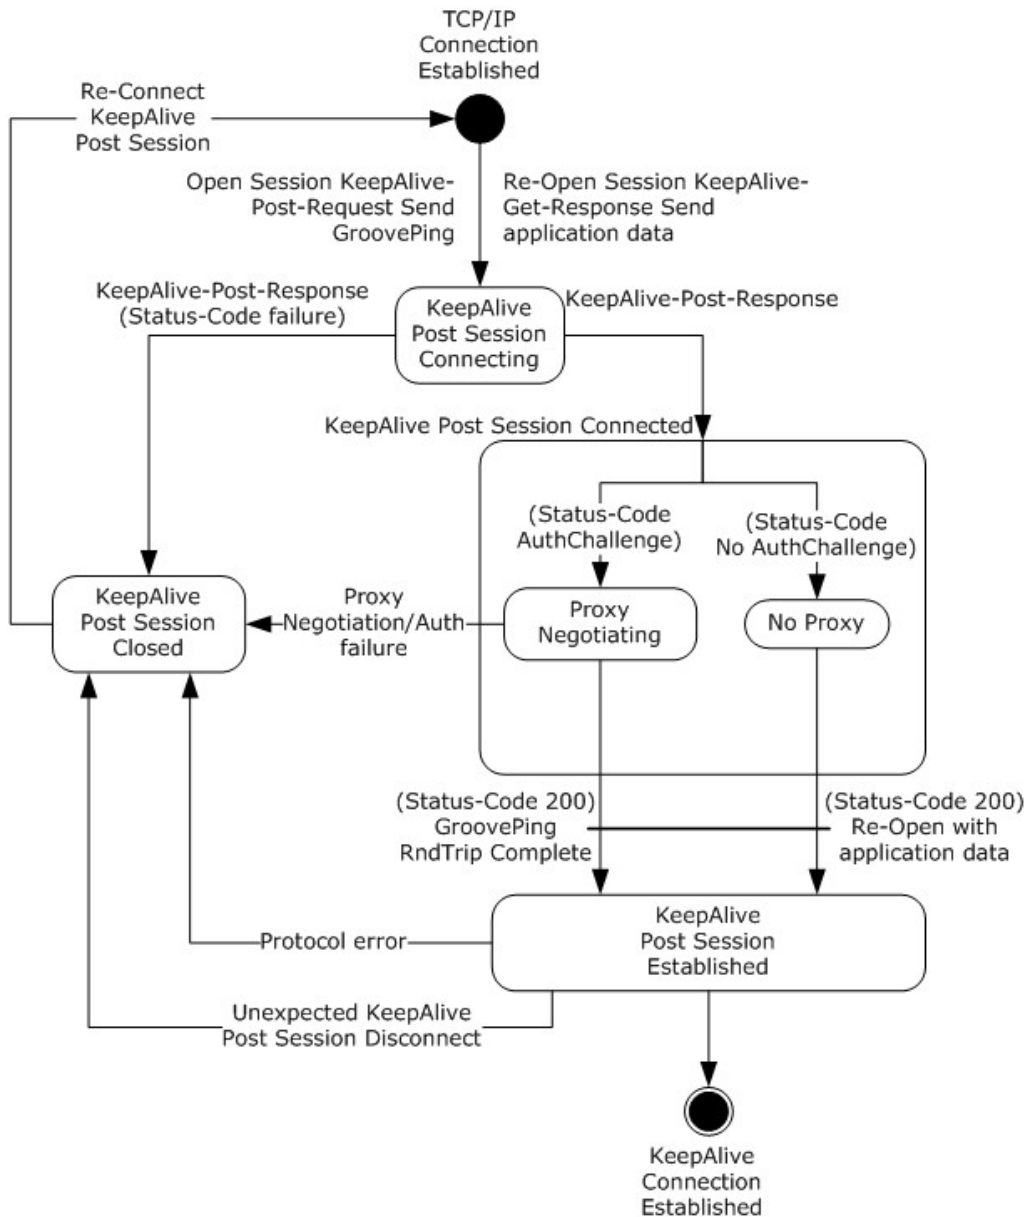 TCP/IP
Connection
Established
Re-Connect
KeepAlive
Post Session
Open Session KeepAlive-
Post-Request Send
GroovePing
Re-Open Session KeepAlive-
Get-Response Send
application data
KeepAlive-Post-Response
(Status-Code failure)
KeepAlive
Post Session
Connecting
KeepAlive-Post-Response
KeepAlive Post Session Connected
(Status-Code
AuthChallenge)
(Status-Code
No AuthChallenge)
KeepAlive
Post Session
Closed
Proxy
Negotiation/Auth
failure
Proxy
Negotiating
No Proxy
(Status-Code 200)
GroovePing
RndTrip Complete
(Status-Code 200)
Re-Open with
application data
KeepAlive
Post Session
Established
Protocol error
Unexpected KeepAlive
Post Session Disconnect
KeepAlive
Connection
Established